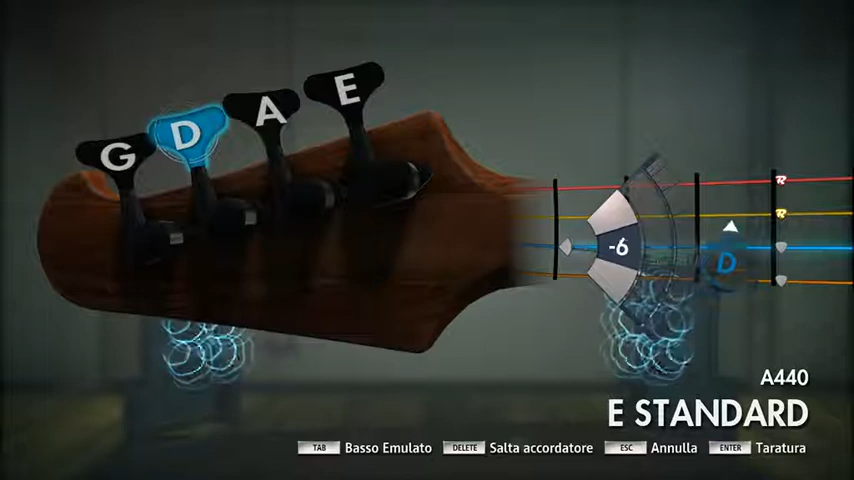 G D A E
-6
D
A440
E STANDARD
TAB Basso Emulato DELETE Salta accordatore ESC Annulla ENTER Taratura